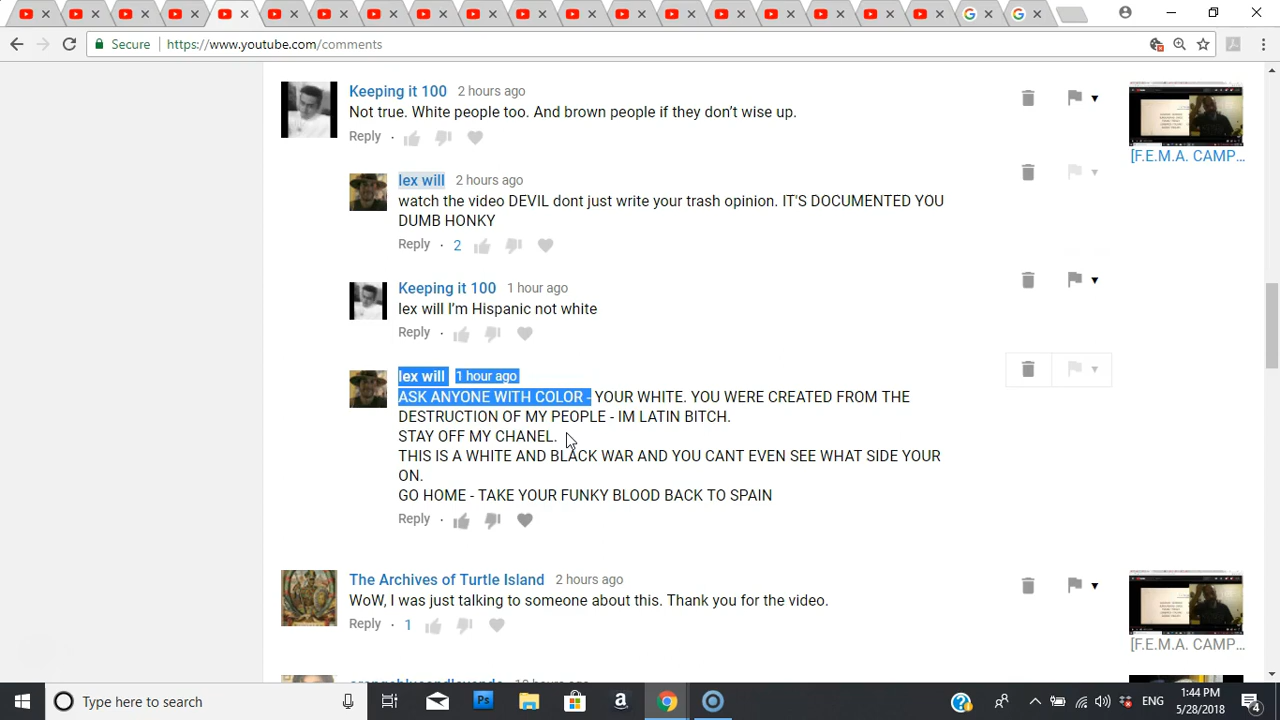 Secure
https://www.youtube.com/comments
Keeping it 100 2 hours ago
Not true. White people too. And brown people if they don’t wise up.
Reply
[F.E.M.A. CAMP...
lex will 2 hours ago
watch the video DEVIL dont just write your trash opinion. IT'S DOCUMENTED YOU
DUMB HONKY
Reply 2
Keeping it 100 1 hour ago
lex will I’m Hispanic not white
Reply
lex will 1 hour ago
ASK ANYONE WITH COLOR - YOUR WHITE. YOU WERE CREATED FROM THE
DESTRUCTION OF MY PEOPLE - IM LATIN BITCH.
STAY OFF MY CHANEL.
THIS IS A WHITE AND BLACK WAR AND YOU CANT EVEN SEE WHAT SIDE YOUR
ON.
GO HOME - TAKE YOUR FUNKY BLOOD BACK TO SPAIN
Reply
The Archives of Turtle Island 2 hours ago
WoW, I was just talking to someone about this. Thank you for the video.
Reply 1
[F.E.M.A. CAMP...
Type here to search
Ps
ENG
1:44 PM
5/28/2018
4